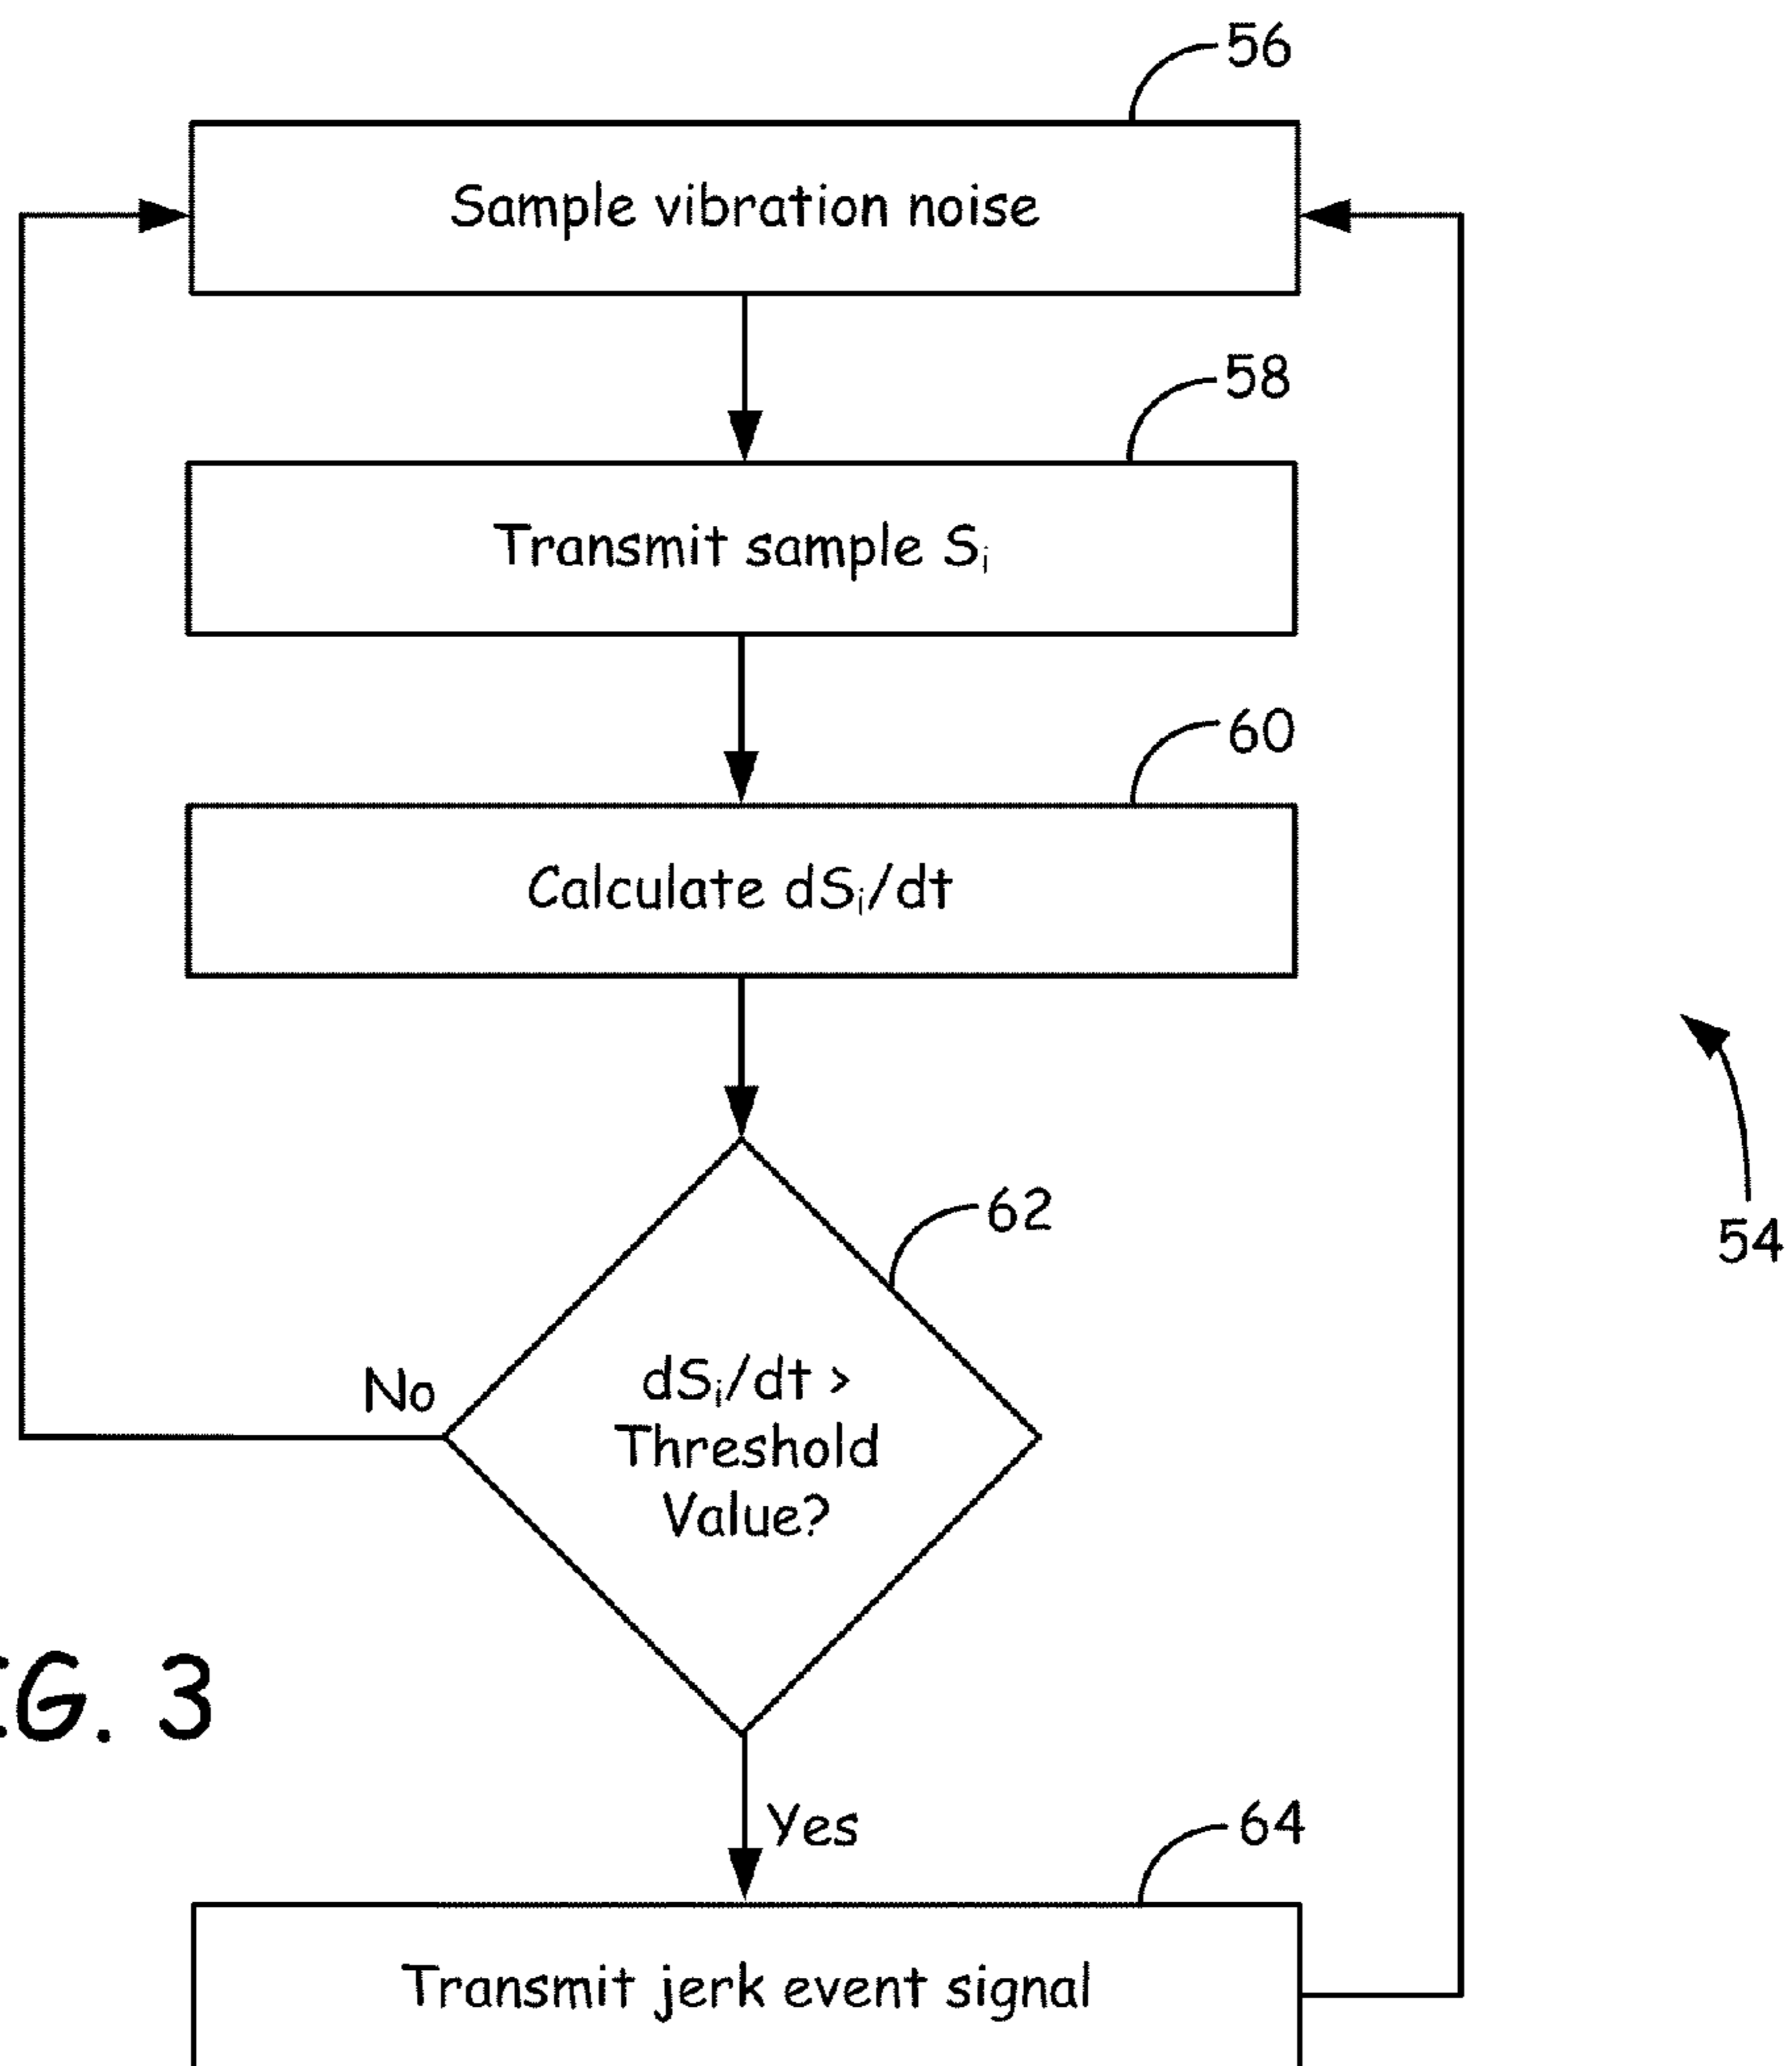 56
Sample vibration noise
58
Transmit sample Sᵢ
60
Calculate dSᵢ/dt
62
54
No
dSᵢ/dt >
Threshold
Value?
G. 3
Yes
64
Transmit jerk event signal